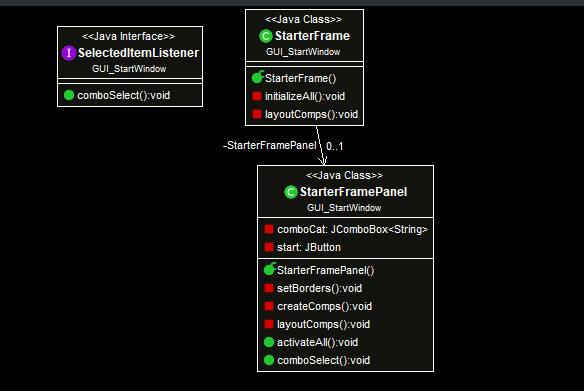 <<Java Interface>>
I SelectedItemListener
GUI_StartWindow
comboSelect():void
<<Java Class>>
C StarterFrame
GUI_StartWindow
StarterFrame()
initializeAll():void
layoutComps():void
-StarterFramePanel 0..1
<<Java Class>>
C StarterFramePanel
GUI_StartWindow
comboCat: JComboBox<String>
start: JButton
StarterFramePanel()
setBorders():void
createComps():void
layoutComps():void
activateAll():void
comboSelect():void